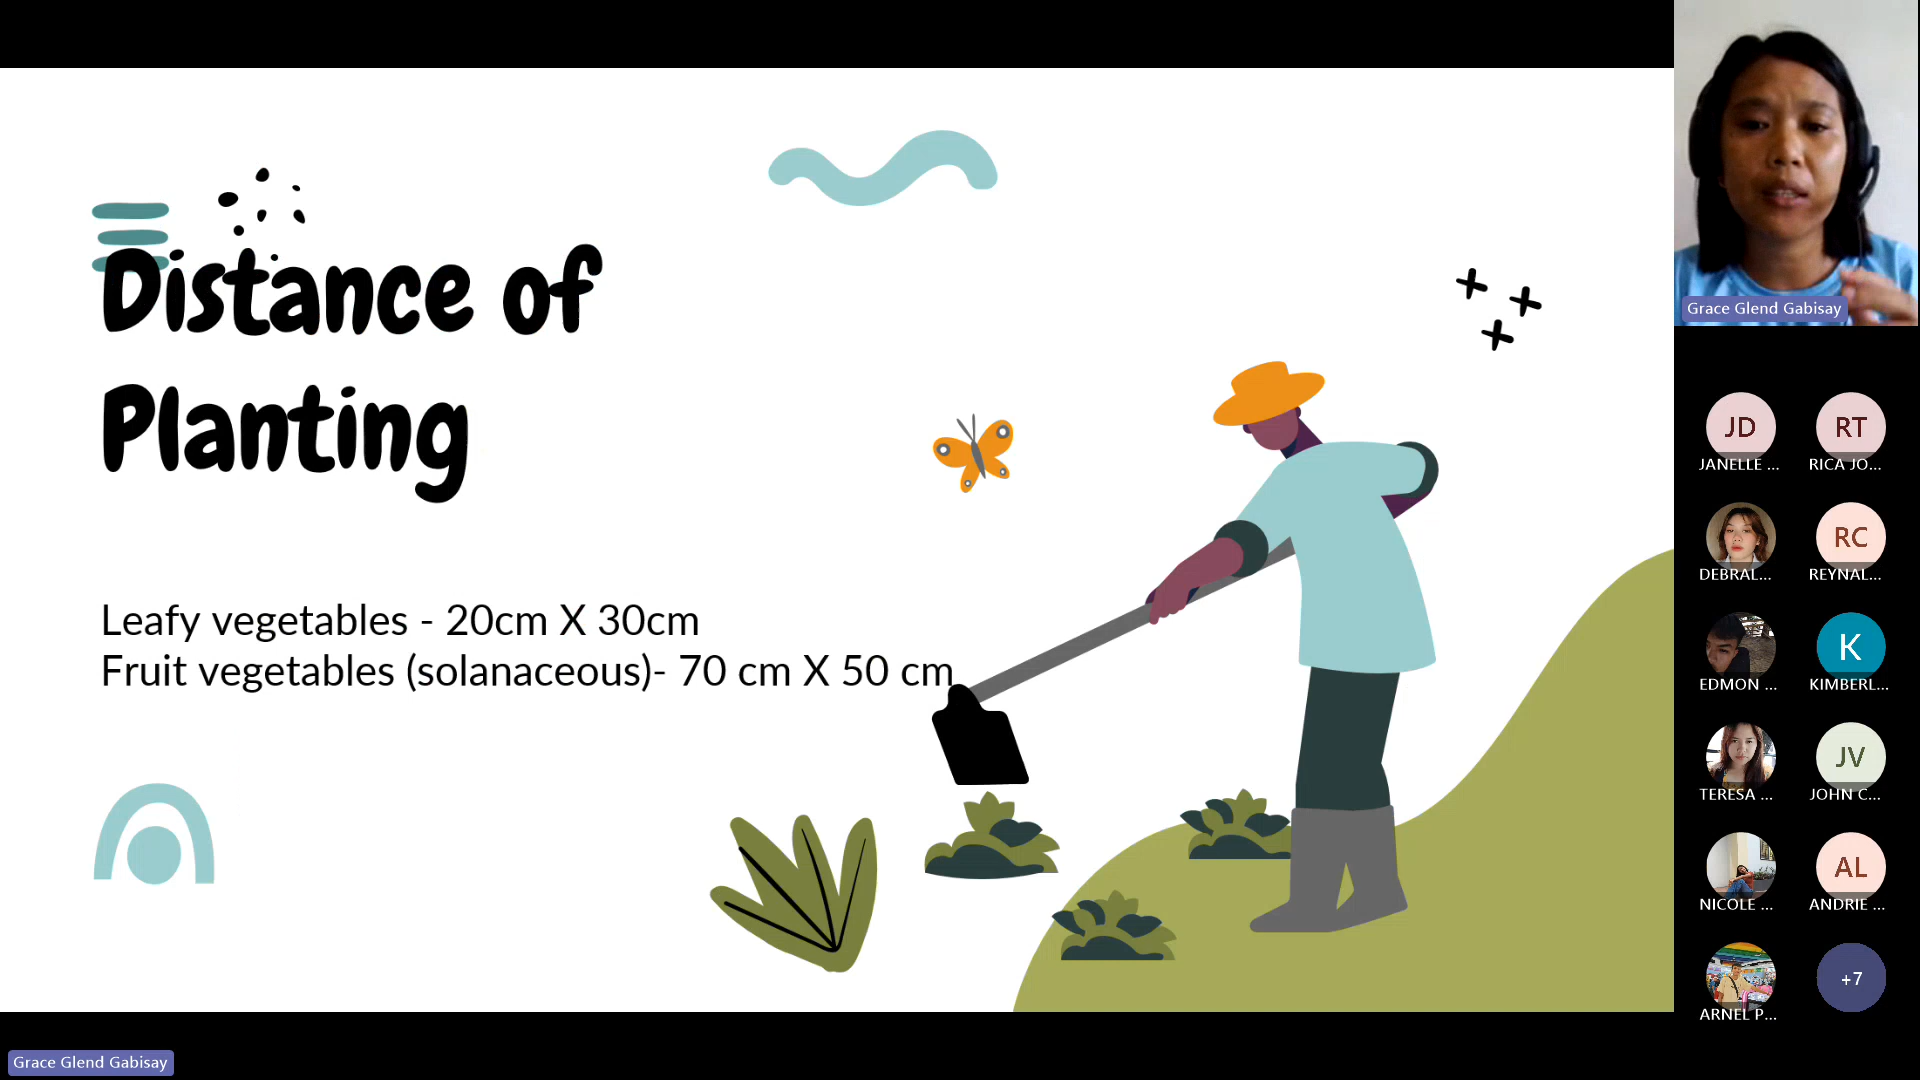 Distance of
Planting
Leafy vegetables - 20cm X 30cm
Fruit vegetables (solanaceous)- 70 cm X 50 cm
Grace Glend Gabisay
JD
JANELLE ...
RT
RICA JO...
DEBRAL...
RC
REYNAL...
EDMON ...
K
KIMBERL...
TERESA ...
JV
JOHN C...
NICOLE ...
AL
ANDRIE ...
ARNEL P...
+7
Grace Glend Gabisay